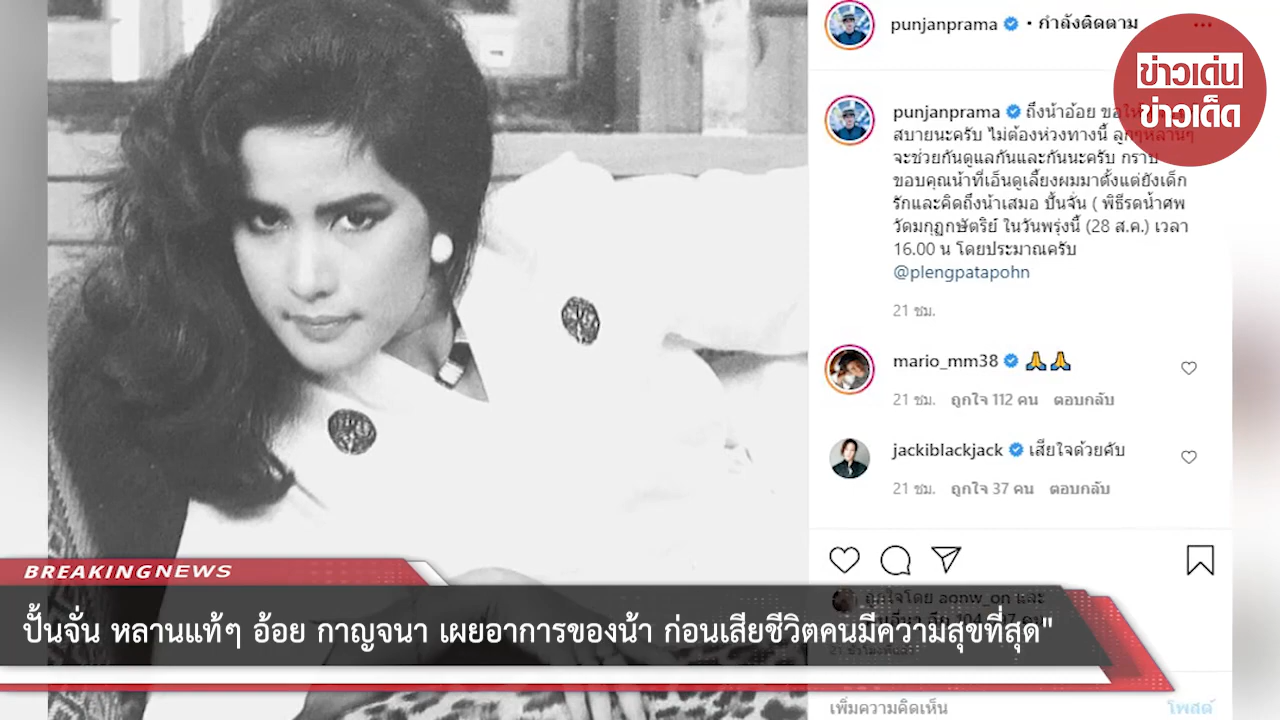 punjanprama • กำลังติดตาม
ข่าวเด่น
ข่าวเด็ด
punjanprama ถึงน้าอ้อย
สบายนะครับ ไม่ต้องห่วงทางนี้ ลูกๆหลานๆ
จะช่วยกันดูแลกันและกันนะครับ กราบ
ขอบคุณน้าที่เอ็นดูเลี้ยงผมมาตั้งแต่ยังเด็ก
รักและคิดถึงน้าเสมอ ปั้นจั่น ( พิธีรดน้ำศพ
วัดมกุฏกษัตริย์ ในวันพรุ่งนี้ (28 ส.ค.) เวลา
16.00 น โดยประมาณครับ
@plengpatapohn
21 ชม.
mario_mm38 🙏🙏
21 ชม. ถูกใจ 112 คน ตอบกลับ
jackiblackjack เสียใจด้วยคับ
21 ชม. ถูกใจ 37 คน ตอบกลับ
ถูกใจโดย aonw_on และ
BREAKINGNEWS
ปั้นจั่น หลานแท้ๆ อ้อย กาญจนา เผยอาการของน้า ก่อนเสียชีวิตคนมีความสุขที่สุด"
เพิ่มความคิดเห็น
โพสต์